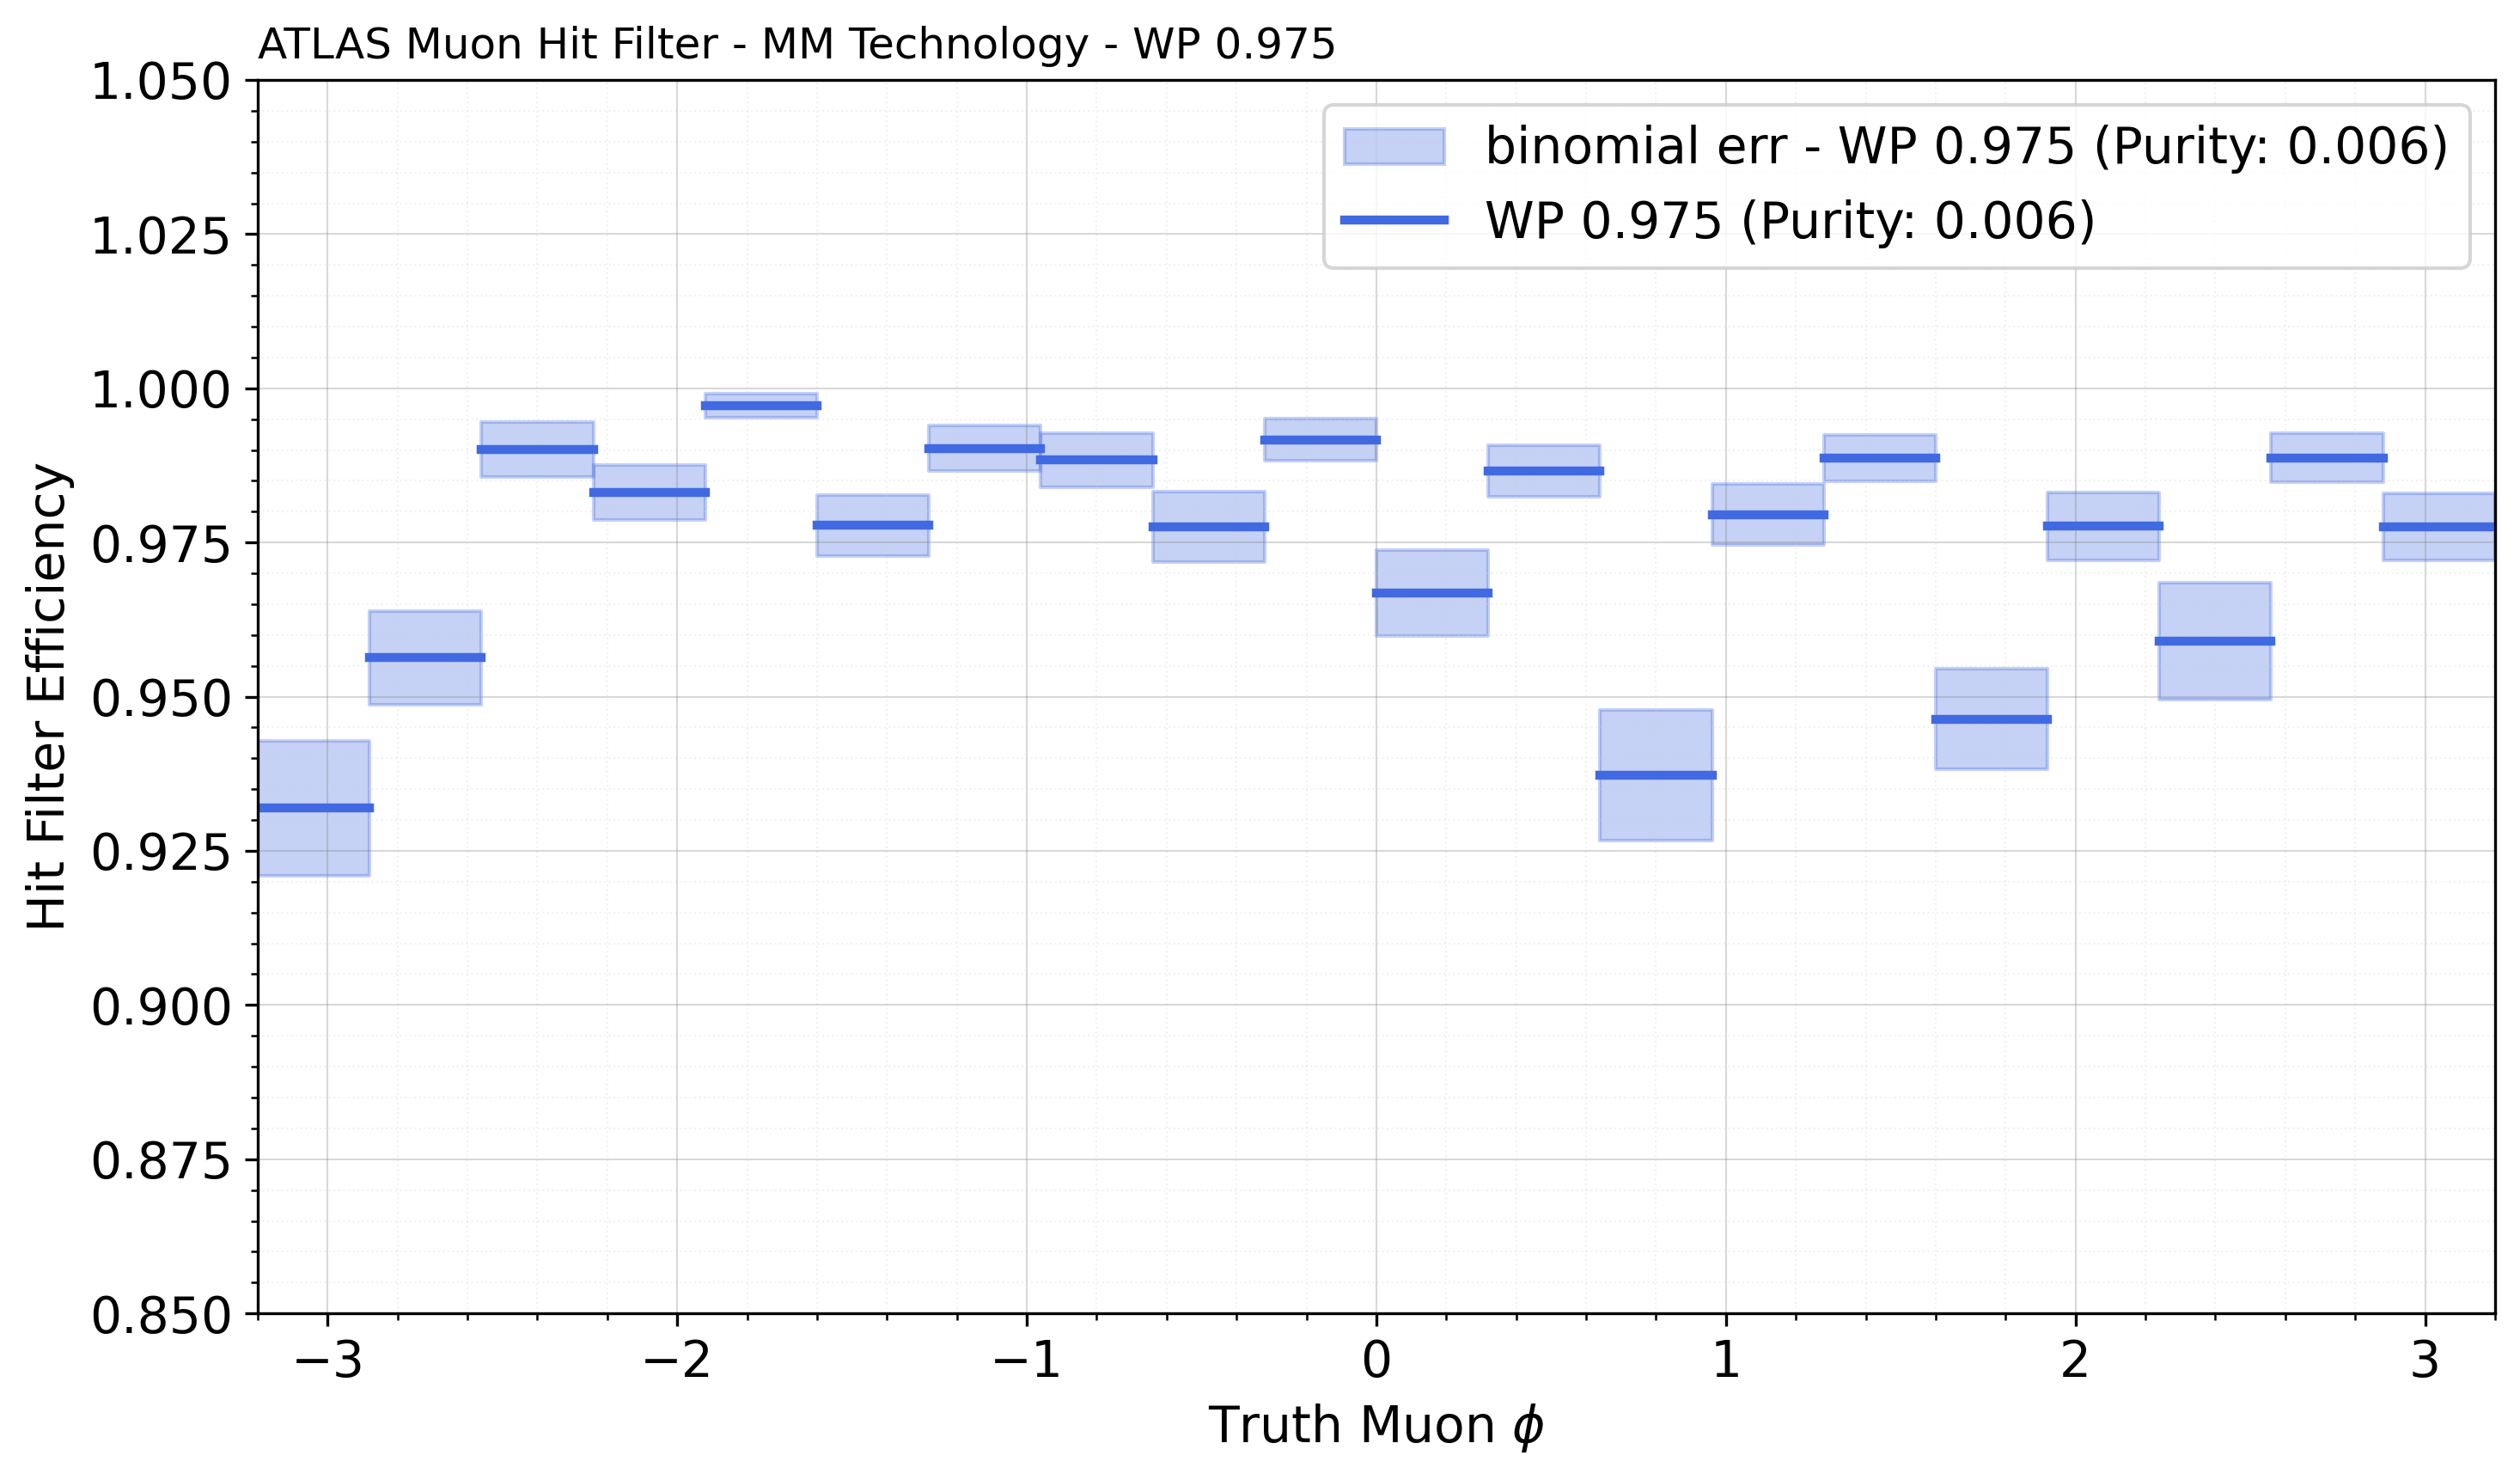 ATLAS Muon Hit Filter - MM Technology - WP 0.975
1.050
1.025
1.000
0.975
0.950
0.925
0.900
0.875
0.850
Hit Filter Efficiency
binomial err - WP 0.975 (Purity: 0.006)
WP 0.975 (Purity: 0.006)
−3 −2 −1 0 1 2 3
Truth Muon ϕ